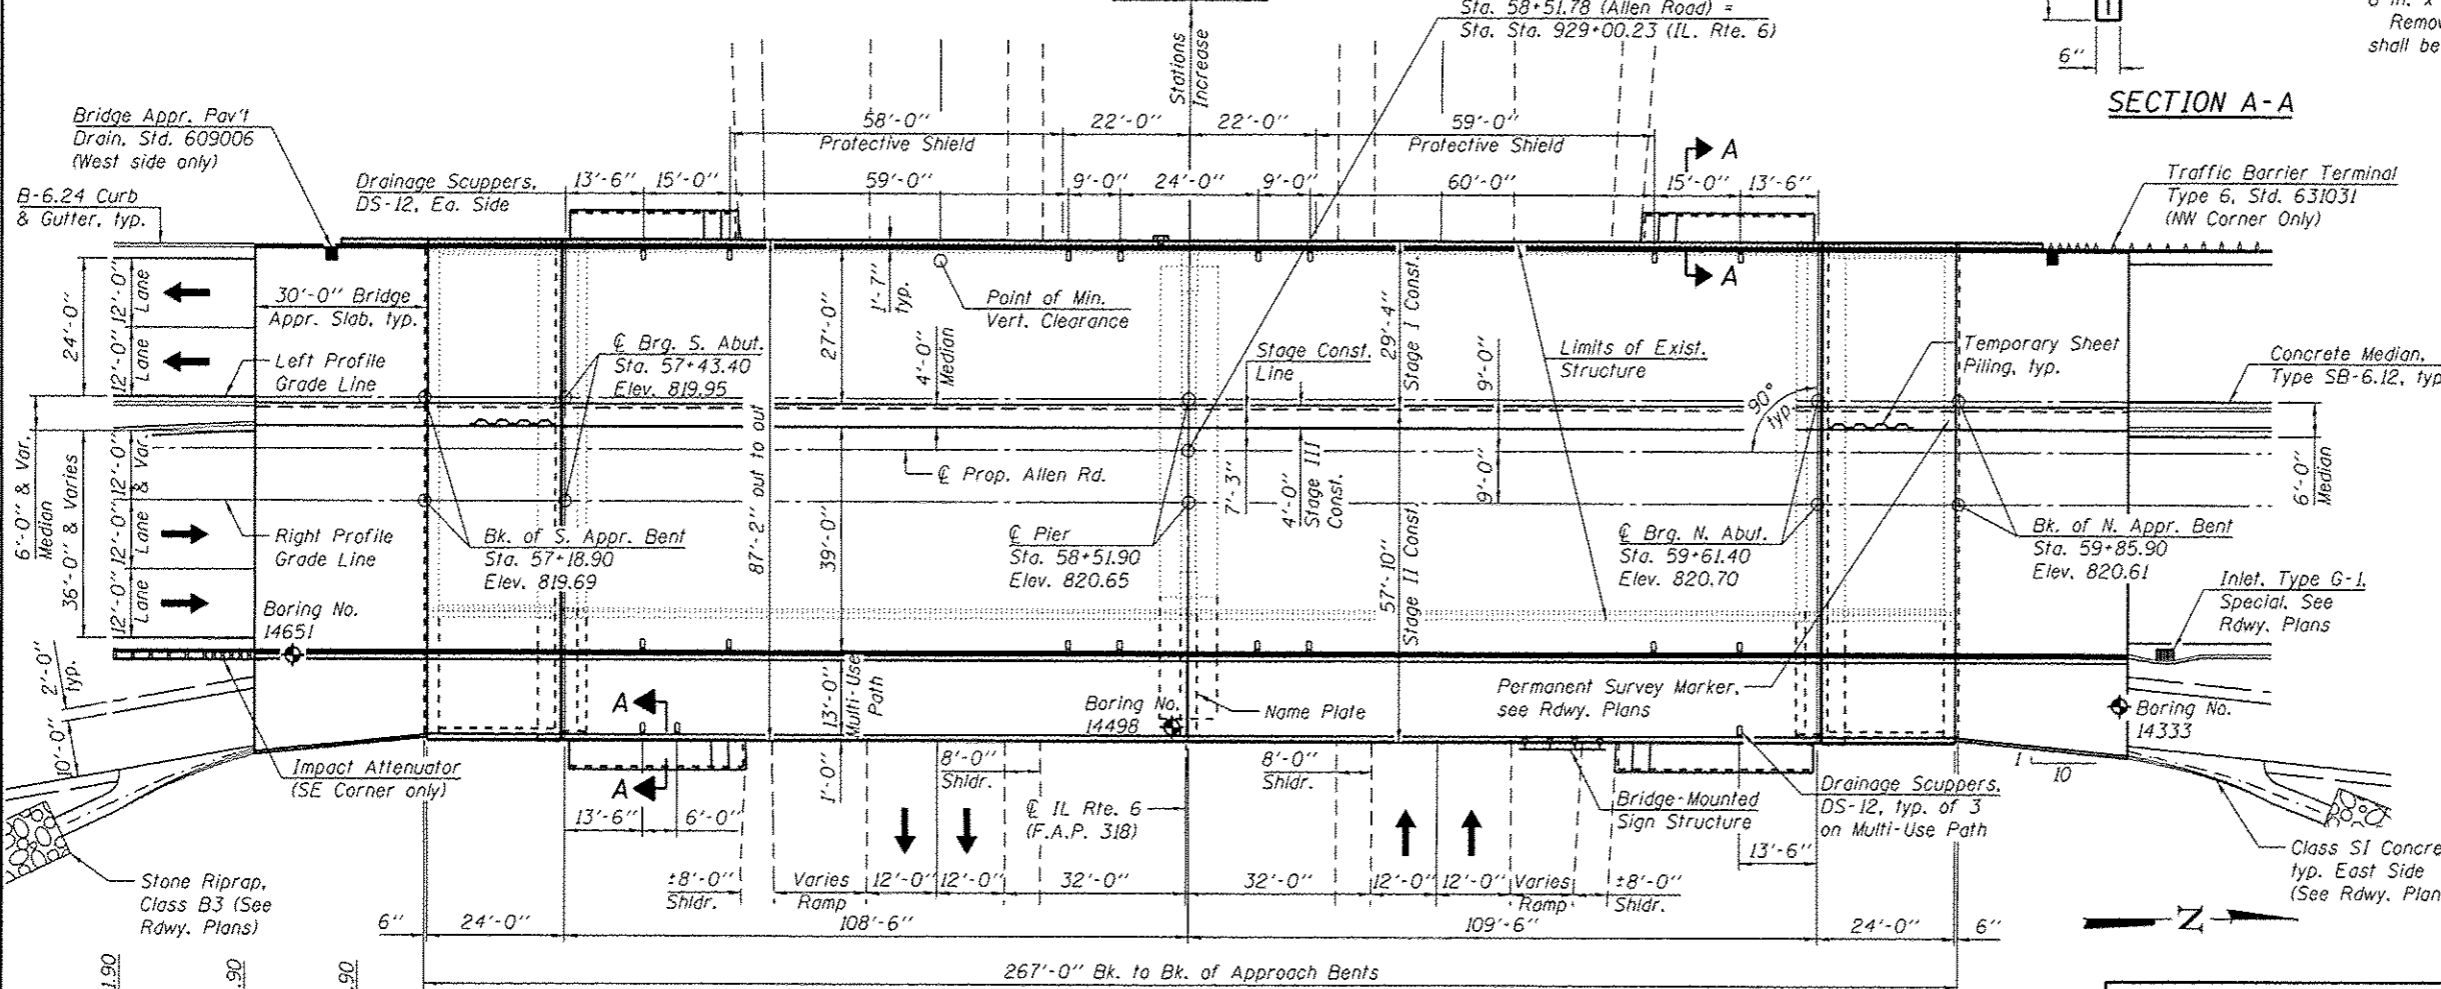 Sta. 58+51.78 (Allen Road) =
Sta. Sta. 929+00.23 (IL. Rte. 6)
Stations
Increase
6"
shall be
SECTION A-A
Bridge Appr. Pav't
Drain. Std. 609006
(West side only)
B-6.24 Curb
& Gutter, typ.
Drainage Scuppers,
DS-12, Ea. Side
58'-0"
Protective Shield
22'-0"
22'-0"
59'-0"
Protective Shield
13'-6"
15'-0"
59'-0"
9'-0"
24'-0"
9'-0"
60'-0"
15'-0"
13'-6"
A
A
Traffic Barrier Terminal
Type 6, Std. 631031
(NW Corner Only)
24'-0"
12'-0"
Lane
12'-0"
Lane
30'-0" Bridge
Appr. Slab, typ.
Left Profile
Grade Line
₵ Brg. S. Abut.
Sta. 57+43.40
Elev. 819.95
27'-0"
1'-7"
typ.
Point of Min.
Vert. Clearance
4'-0"
Median
Stage Const.
Line
29'-4"
Stage I Const.
9'-0"
Limits of Exist.
Structure
90°
typ.
Temporary Sheet
Piling, typ.
Concrete Median,
Type SB-6.12, typ
6'-0" & Var.
Median
36'-0" & Varies
12'-0"
Lane & Var.
12'-0"
Lane
12'-0"
Lane
Right Profile
Grade Line
Bk. of S. Appr. Bent
Sta. 57+18.90
Elev. 819.69
87'-2" out to out
39'-0"
₵ Prop. Allen Rd.
₵ Pier
Sta. 58+51.90
Elev. 820.65
7'-3"
4'-0"
Stage III
Const.
57'-10"
Stage II Const.
9'-0"
₵ Brg. N. Abut.
Sta. 59+61.40
Elev. 820.70
Bk. of N. Appr. Bent
Sta. 59+85.90
Elev. 820.61
6'-0"
Median
Inlet, Type G-1,
Special, See
Rdwy. Plans
Boring No.
14651
2'-0"
typ.
10'-0"
Impact Attenuator
(SE Corner only)
A
A
13'-0"
Multi-Use
Path
1'-0"
Boring No.
14498
Name Plate
Permanent Survey Marker,
see Rdwy. Plans
Boring No.
14333
1
10
13'-6"
6'-0"
8'-0"
Shldr.
₵ IL Rte. 6
(F.A.P. 318)
8'-0"
Shldr.
Bridge-Mounted
Sign Structure
Drainage Scuppers,
DS-12, typ. of 3
on Multi-Use Path
13'-6"
Class SI Concre
typ. East Side
(See Rdwy. Plan
Stone Riprap,
Class B3 (See
Rdwy. Plans)
±8'-0"
Shldr.
Varies
Ramp
12'-0"
12'-0"
32'-0"
32'-0"
12'-0"
12'-0"
Varies
Ramp
±8'-0"
Shldr.
6"
24'-0"
108'-6"
109'-6"
24'-0"
6"
Z
267'-0" Bk. to Bk. of Approach Bents
1.90
.90
.90